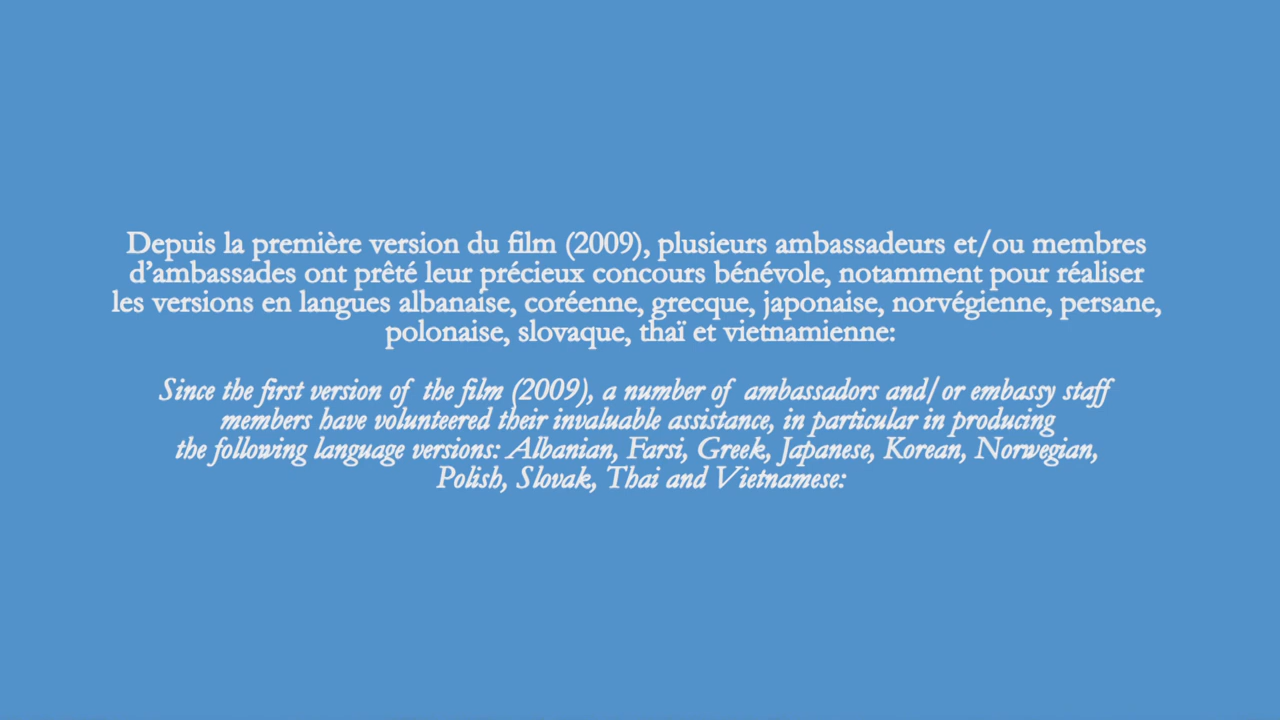 Depuis la première version du film (2009), plusieurs ambassadeurs et/ou membres
d’ambassades ont prêté leur précieux concours bénévole, notamment pour réaliser
les versions en langues albanaise, coréenne, grecque, japonaise, norvégienne, persane,
polonaise, slovaque, thaï et vietnamienne:
Since the first version of the film (2009), a number of ambassadors and/or embassy staff
members have volunteered their invaluable assistance, in particular in producing
the following language versions: Albanian, Farsi, Greek, Japanese, Korean, Norwegian,
Polish, Slovak, Thai and Vietnamese: